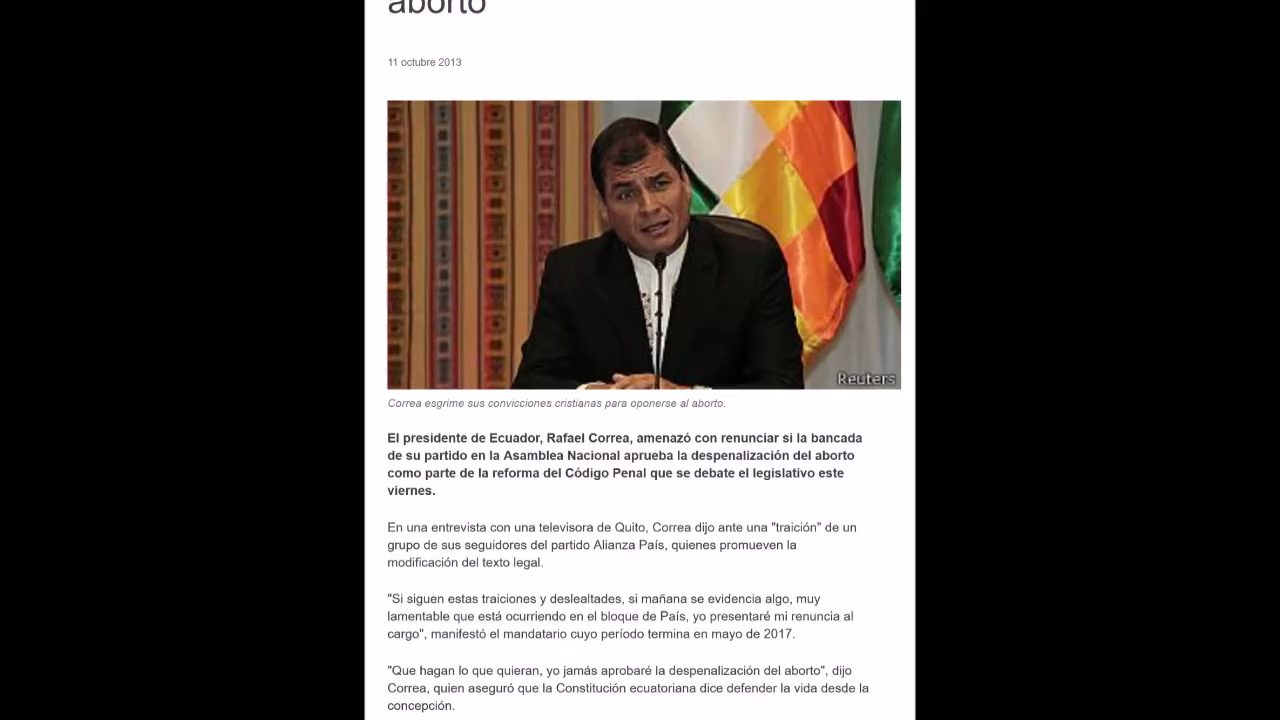 aborto
11 octubre 2013
Reuters
Correa esgrime sus convicciones cristianas para oponerse al aborto.
El presidente de Ecuador, Rafael Correa, amenazó con renunciar si la bancada
de su partido en la Asamblea Nacional aprueba la despenalización del aborto
como parte de la reforma del Código Penal que se debate el legislativo este
viernes.
En una entrevista con una televisora de Quito, Correa dijo ante una "traición" de un
grupo de sus seguidores del partido Alianza País, quienes promueven la
modificación del texto legal.
"Si siguen estas traiciones y deslealtades, si mañana se evidencia algo, muy
lamentable que está ocurriendo en el bloque de País, yo presentaré mi renuncia al
cargo", manifestó el mandatario cuyo período termina en mayo de 2017.
"Que hagan lo que quieran, yo jamás aprobaré la despenalización del aborto", dijo
Correa, quien aseguró que la Constitución ecuatoriana dice defender la vida desde la
concepción.